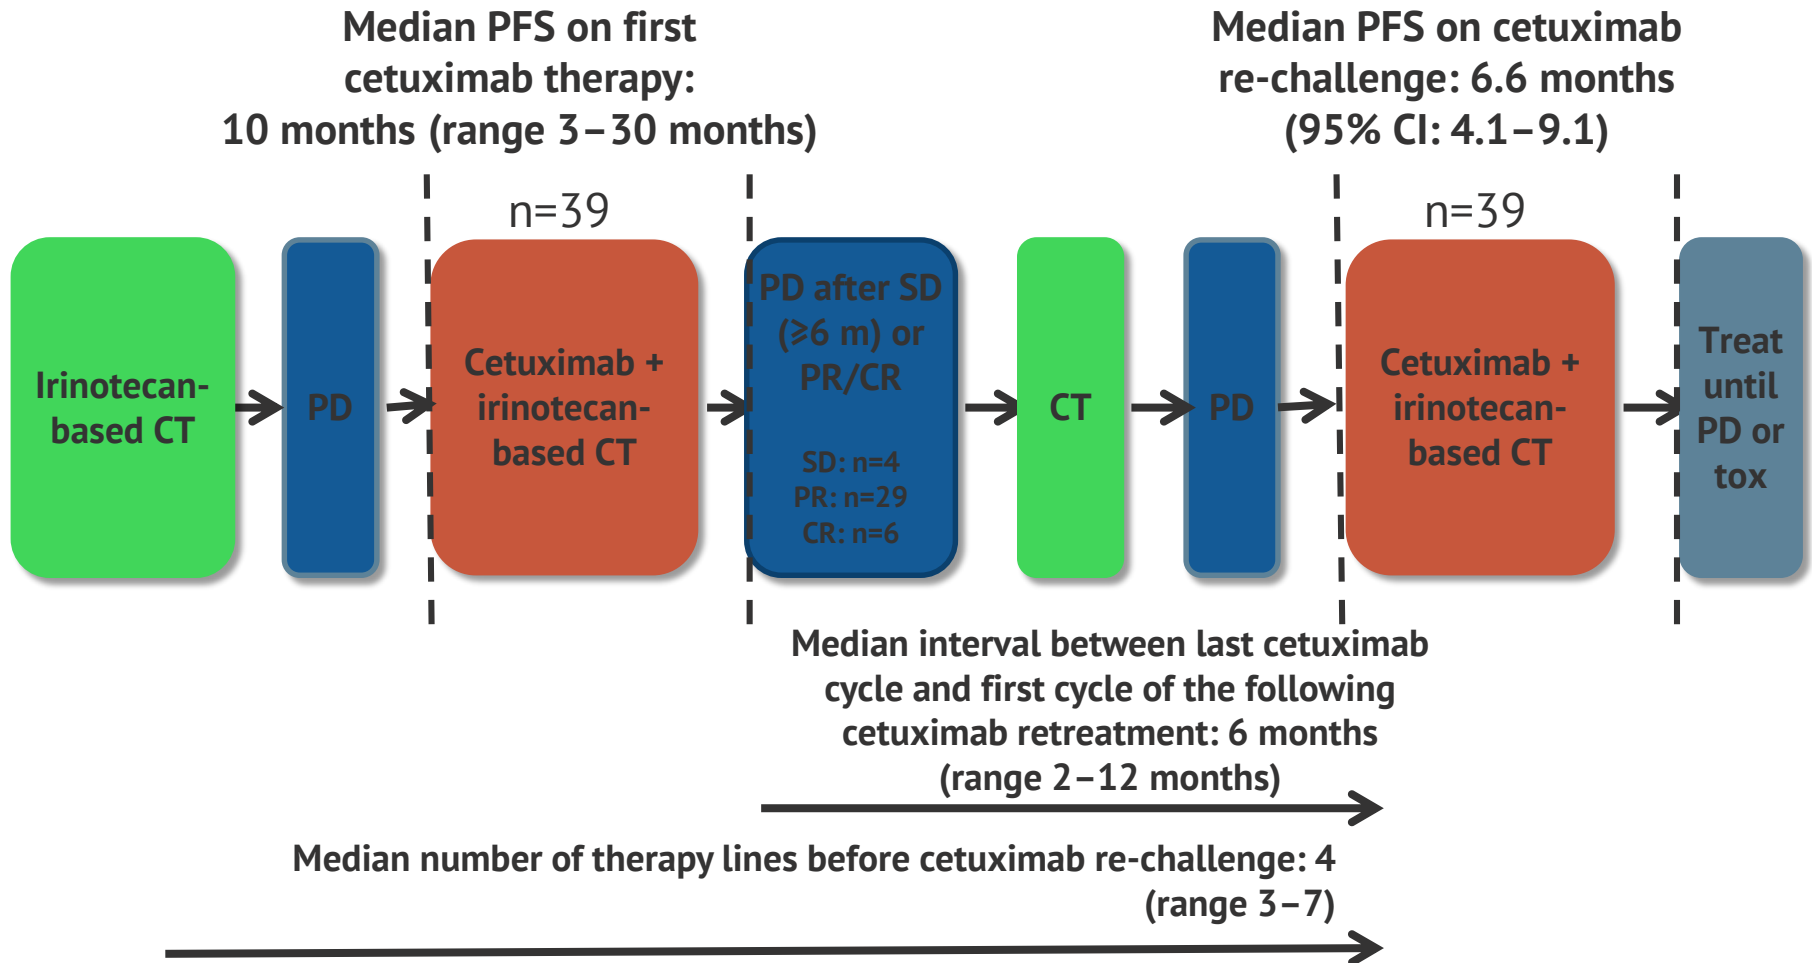 Median PFS on first
cetuximab therapy:
10 months (range 3–30 months)
Median PFS on cetuximab
re-challenge: 6.6 months
(95% CI: 4.1–9.1)
n=39
n=39
Irinotecan-
based CT
PD
Cetuximab +
irinotecan-
based CT
PD after SD
(≥6 m) or
PR/CR
SD: n=4
PR: n=29
CR: n=6
CT
PD
Cetuximab +
irinotecan-
based CT
Treat
until
PD or
tox
Median interval between last cetuximab
cycle and first cycle of the following
cetuximab retreatment: 6 months
(range 2–12 months)
Median number of therapy lines before cetuximab re-challenge: 4
(range 3–7)